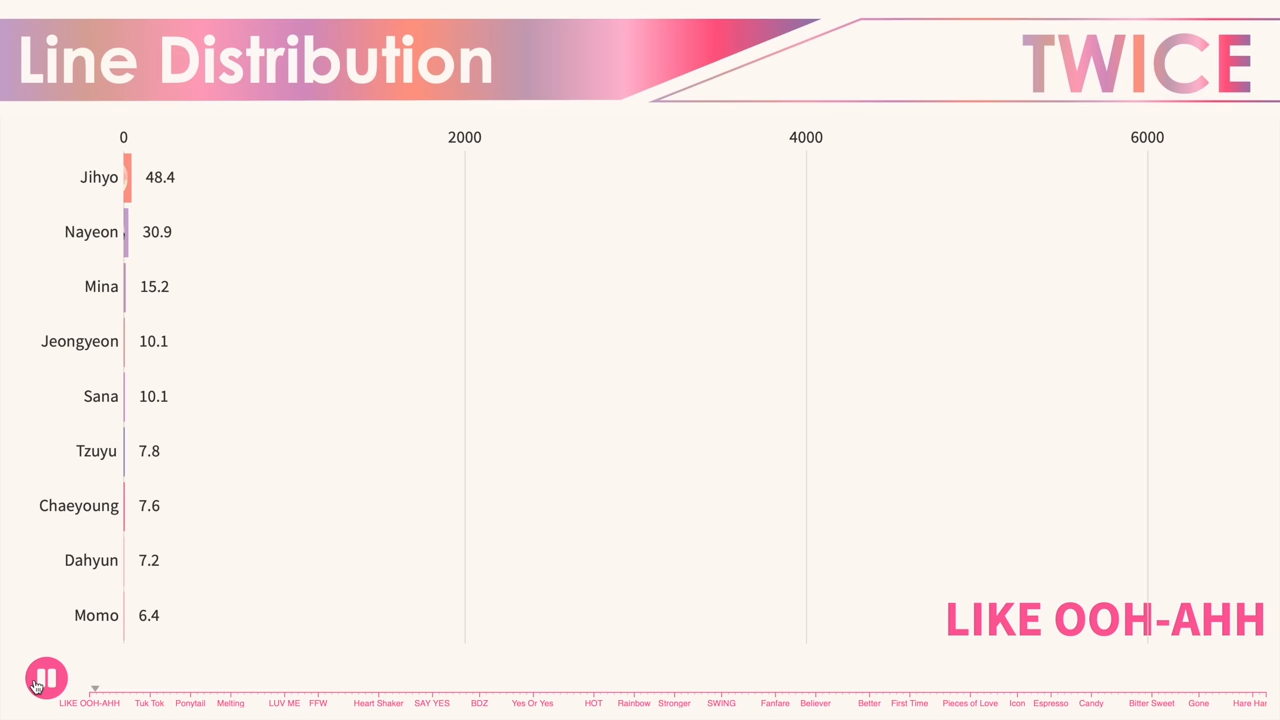 Line Distribution
TWICE
0 2000 4000 6000
Jihyo 48.4
Nayeon 30.9
Mina 15.2
Jeongyeon 10.1
Sana 10.1
Tzuyu 7.8
Chaeyoung 7.6
Dahyun 7.2
Momo 6.4
LIKE OOH-AHH
LIKE OOH-AHH Tuk Tok Ponytail Melting LUV ME FFW Heart Shaker SAY YES BDZ Yes Or Yes HOT Rainbow Stronger SWING Fanfare Believer Better First Time Pieces of Love Icon Espresso Candy Bitter Sweet Gone Hare Har